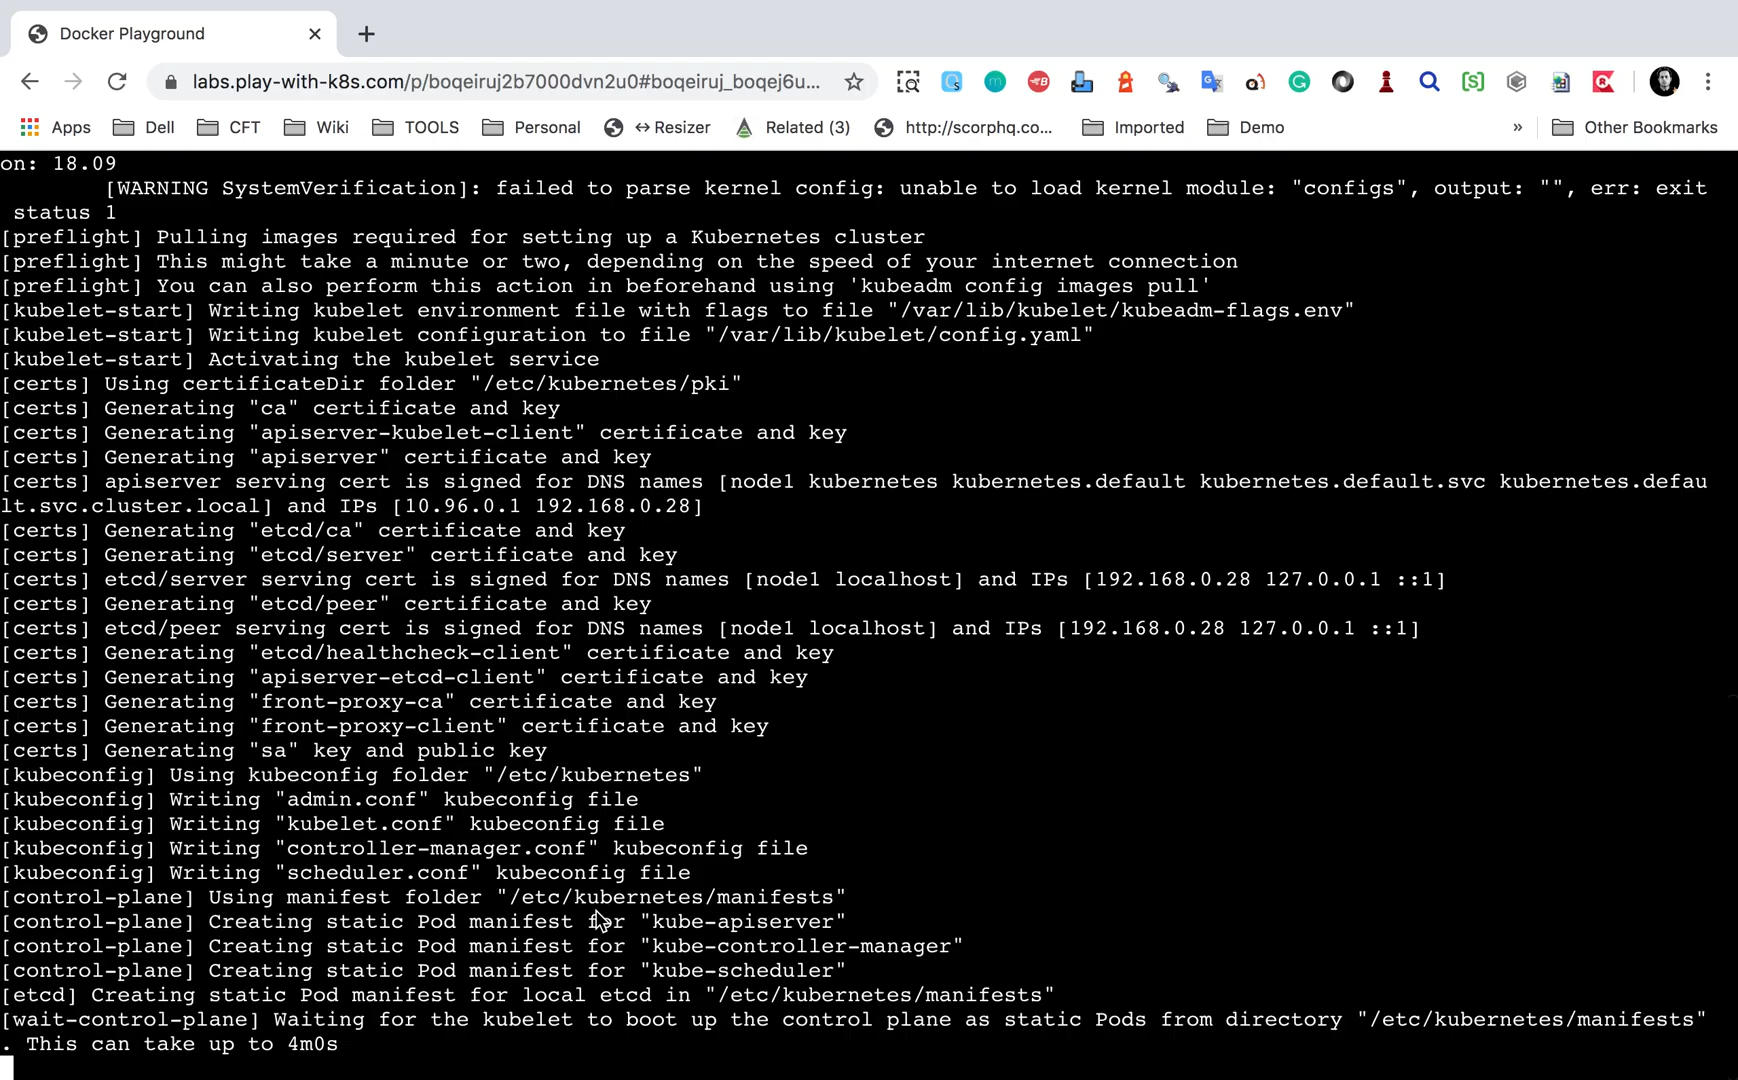 Docker Playground
labs.play-with-k8s.com/p/boqeiruj2b7000dvn2u0#boqeiruj_boqej6u...
Apps Dell CFT Wiki TOOLS Personal ↔Resizer Related (3) http://scorphq.co... Imported Demo » Other Bookmarks
on: 18.09
[WARNING SystemVerification]: failed to parse kernel config: unable to load kernel module: "configs", output: "", err: exit
status 1
[preflight] Pulling images required for setting up a Kubernetes cluster
[preflight] This might take a minute or two, depending on the speed of your internet connection
[preflight] You can also perform this action in beforehand using 'kubeadm config images pull'
[kubelet-start] Writing kubelet environment file with flags to file "/var/lib/kubelet/kubeadm-flags.env"
[kubelet-start] Writing kubelet configuration to file "/var/lib/kubelet/config.yaml"
[kubelet-start] Activating the kubelet service
[certs] Using certificateDir folder "/etc/kubernetes/pki"
[certs] Generating "ca" certificate and key
[certs] Generating "apiserver-kubelet-client" certificate and key
[certs] Generating "apiserver" certificate and key
[certs] apiserver serving cert is signed for DNS names [node1 kubernetes kubernetes.default kubernetes.default.svc kubernetes.defau
lt.svc.cluster.local] and IPs [10.96.0.1 192.168.0.28]
[certs] Generating "etcd/ca" certificate and key
[certs] Generating "etcd/server" certificate and key
[certs] etcd/server serving cert is signed for DNS names [node1 localhost] and IPs [192.168.0.28 127.0.0.1 ::1]
[certs] Generating "etcd/peer" certificate and key
[certs] etcd/peer serving cert is signed for DNS names [node1 localhost] and IPs [192.168.0.28 127.0.0.1 ::1]
[certs] Generating "etcd/healthcheck-client" certificate and key
[certs] Generating "apiserver-etcd-client" certificate and key
[certs] Generating "front-proxy-ca" certificate and key
[certs] Generating "front-proxy-client" certificate and key
[certs] Generating "sa" key and public key
[kubeconfig] Using kubeconfig folder "/etc/kubernetes"
[kubeconfig] Writing "admin.conf" kubeconfig file
[kubeconfig] Writing "kubelet.conf" kubeconfig file
[kubeconfig] Writing "controller-manager.conf" kubeconfig file
[kubeconfig] Writing "scheduler.conf" kubeconfig file
[control-plane] Using manifest folder "/etc/kubernetes/manifests"
[control-plane] Creating static Pod manifest for "kube-apiserver"
[control-plane] Creating static Pod manifest for "kube-controller-manager"
[control-plane] Creating static Pod manifest for "kube-scheduler"
[etcd] Creating static Pod manifest for local etcd in "/etc/kubernetes/manifests"
[wait-control-plane] Waiting for the kubelet to boot up the control plane as static Pods from directory "/etc/kubernetes/manifests"
. This can take up to 4m0s